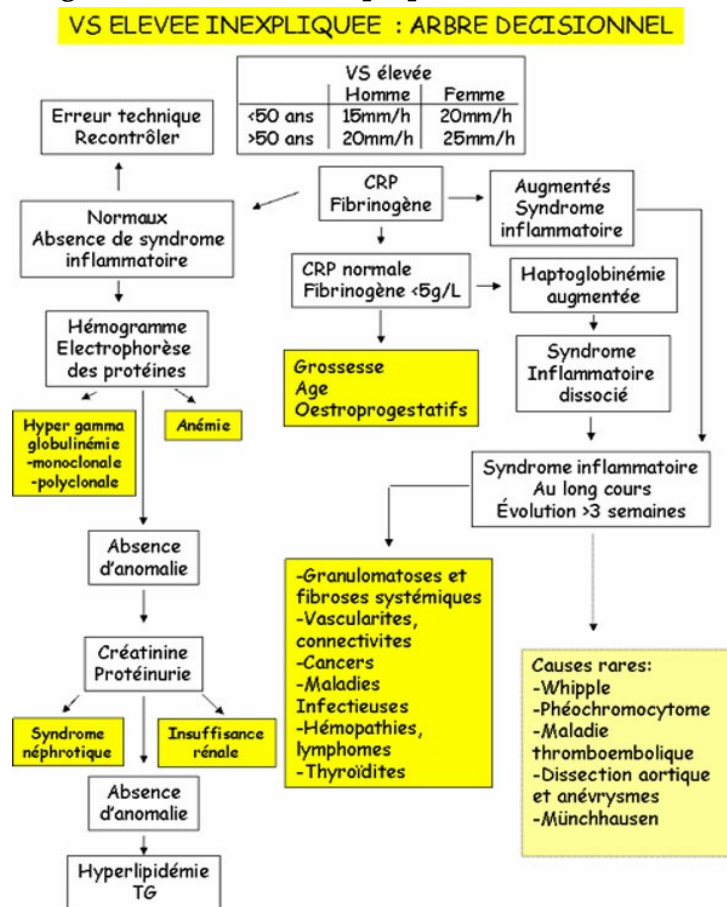 VS ELEVEE INEXPLIQUEE : ARBRE DECISIONNEL
VS élevée
Homme Femme
<50 ans 15mm/h 20mm/h
>50 ans 20mm/h 25mm/h
Erreur technique
Recontrôler
CRP
Fibrinogène
Augmentés
Syndrome
inflammatoire
Normaux
Absence de syndrome
inflammatoire
CRP normale
Fibrinogène <5g/L
Haptoglobinémie
augmentée
Hémogramme
Electrophorèse
des protéines
Grossesse
Age
Oestroprogestatifs
Syndrome
Inflammatoire
dissocié
Hyper gamma
globulinémie
-monoclonale
-polyclonale
Anémie
Syndrome inflammatoire
Au long cours
Évolution >3 semaines
Absence
d'anomalie
-Granulomatoses et
fibroses systémiques
-Vascularites,
connectivites
-Cancers
-Maladies
Infectieuses
-Hémopathies,
lymphomes
-Thyroïdites
Causes rares:
-Whipple
-Phéochromocytome
-Maladie
thromboembolique
-Dissection aortique
et anévrysmes
-Münchhausen
Créatinine
Protéinurie
Syndrome
néphrotique
Insuffisance
rénale
Absence
d'anomalie
Hyperlipidémie
TG